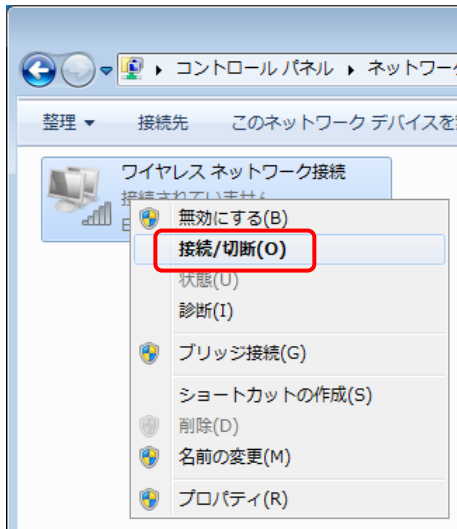 コントロール パネル ▸ ネットワーク
整理 ▼ 接続先 このネットワーク デバイスを
ワイヤレス ネットワーク接続
接続されていません
無効にする(B)
接続/切断(O)
状態(U)
診断(I)
ブリッジ接続(G)
ショートカットの作成(S)
削除(D)
名前の変更(M)
プロパティ(R)